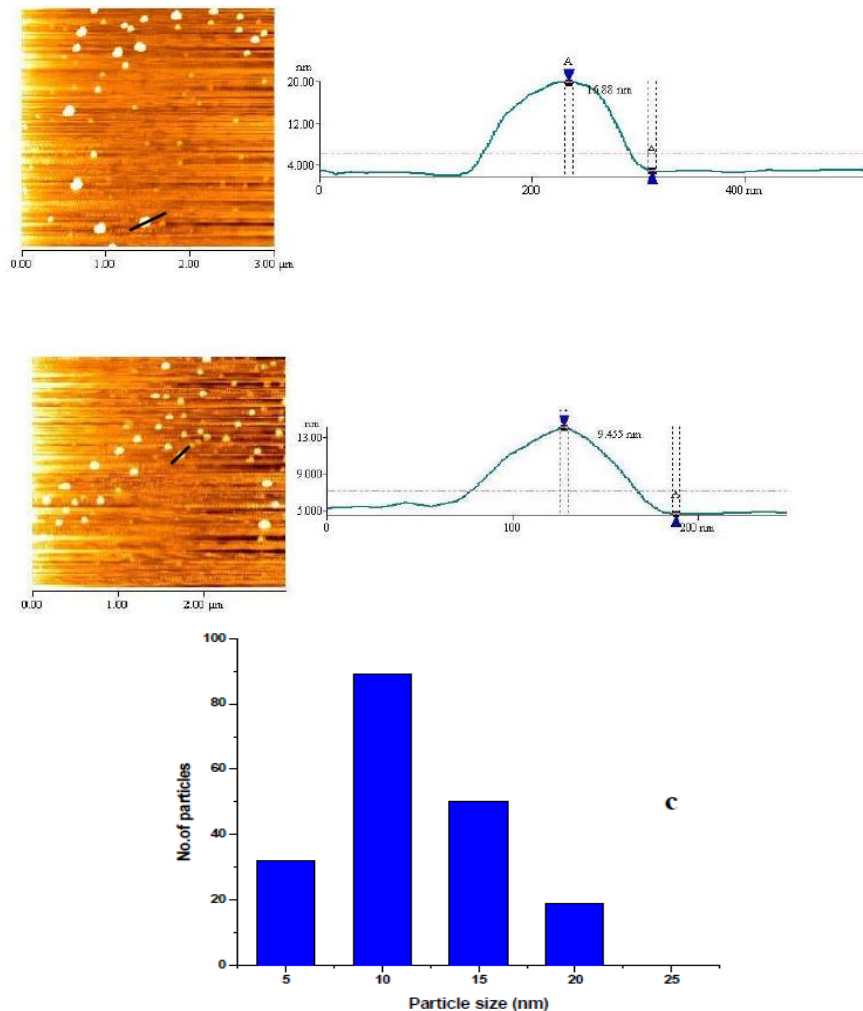 nm
A
20.00
16.88 nm
12.00
4.000
0 200 400 nm
0.00 1.00 2.00 3.00 μm
nm
13.00
9.455 nm
9.000
5.000
0 100 200 nm
0.00 1.00 2.00 μm
100
80
60
40
20
0
No.of particles
c
5 10 15 20 25
Particle size (nm)